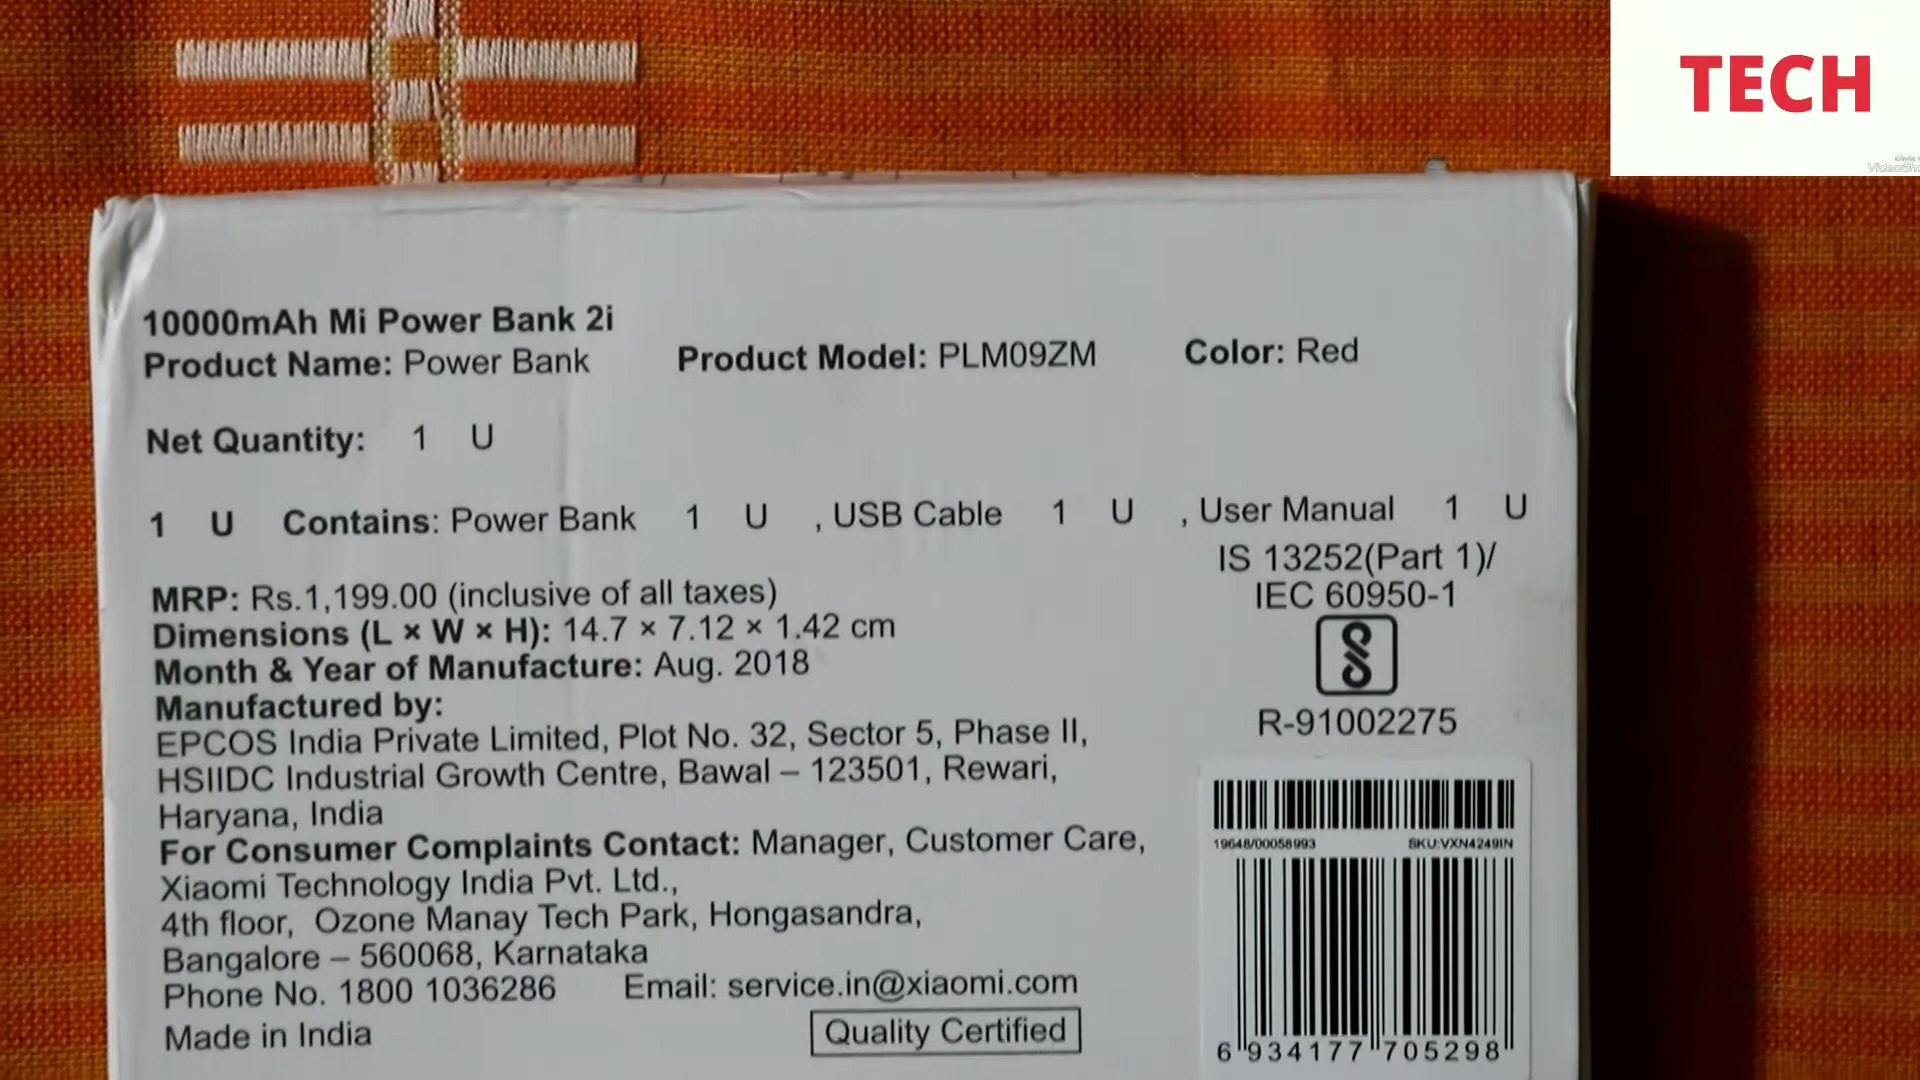 TECH
10000mAh Mi Power Bank 2i
Product Name: Power Bank Product Model: PLM09ZM Color: Red
Net Quantity: 1 U
1 U Contains: Power Bank 1 U , USB Cable 1 U , User Manual 1 U
IS 13252(Part 1)/
IEC 60950-1
R-91002275
MRP: Rs.1,199.00 (inclusive of all taxes)
Dimensions (L × W × H): 14.7 × 7.12 × 1.42 cm
Month & Year of Manufacture: Aug. 2018
Manufactured by:
EPCOS India Private Limited, Plot No. 32, Sector 5, Phase II,
HSIIDC Industrial Growth Centre, Bawal – 123501, Rewari,
Haryana, India
For Consumer Complaints Contact: Manager, Customer Care,
Xiaomi Technology India Pvt. Ltd.,
4th floor, Ozone Manay Tech Park, Hongasandra,
Bangalore – 560068, Karnataka
Phone No. 1800 1036286 Email: service.in@xiaomi.com
Made in India
Quality Certified
19648/00058993 SKU:VXN4249IN
6 934177 705298